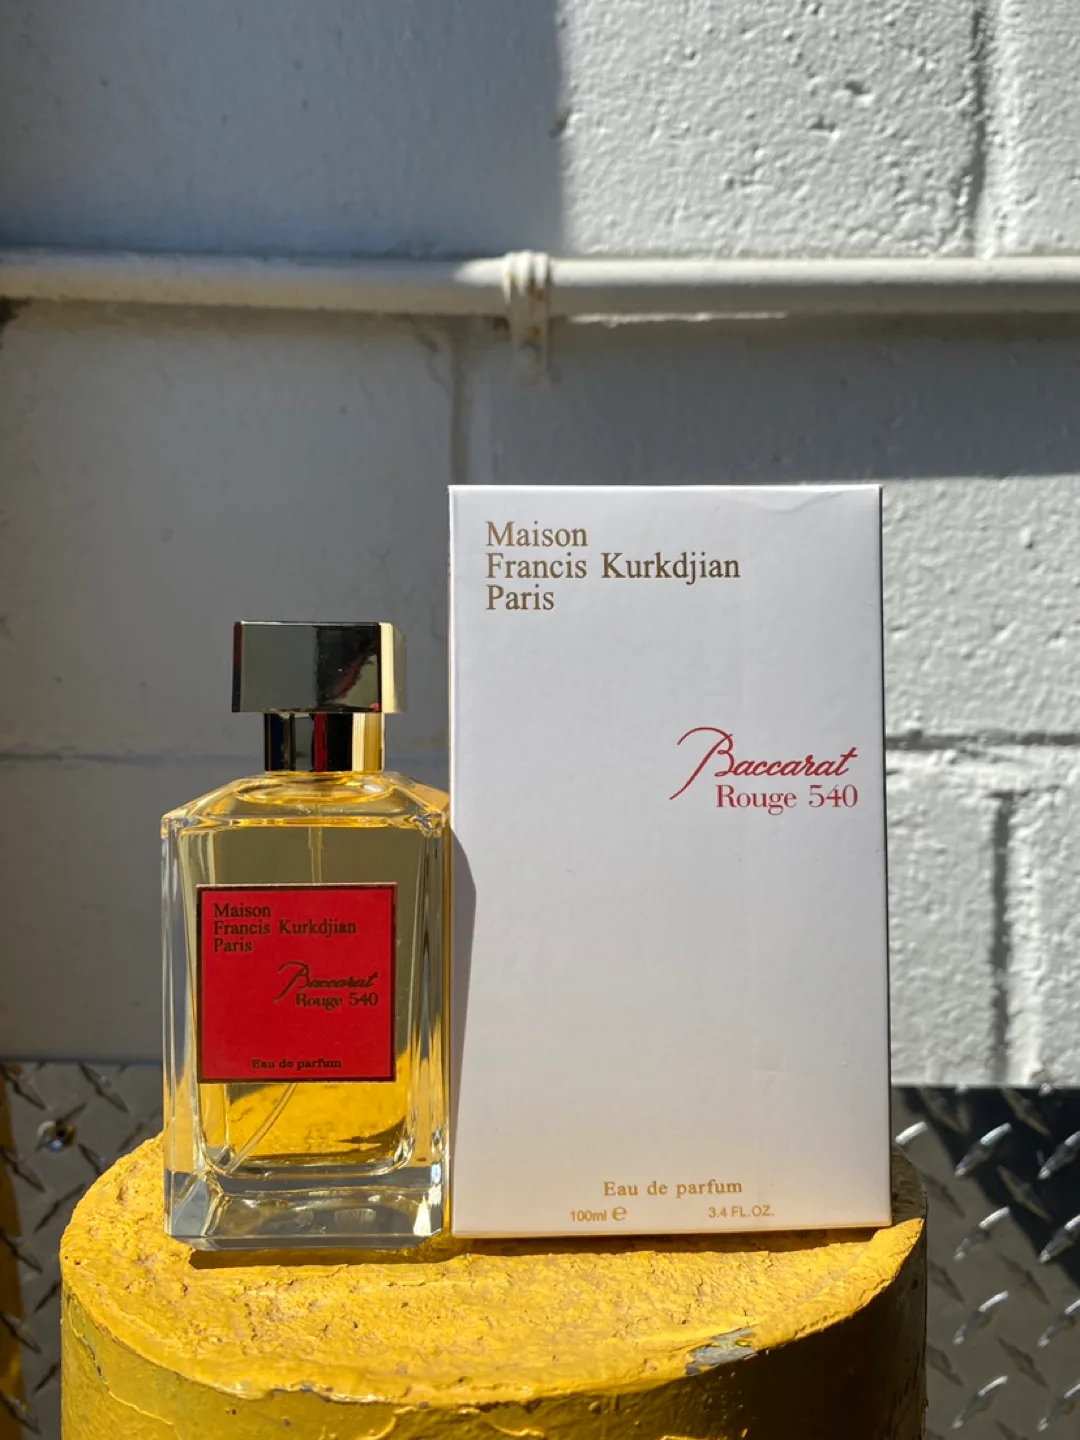 Maison
Francis Kurkdjian
Paris
Baccarat
Rouge 540
Eau de parfum
Maison
Francis Kurkdjian
Paris
Baccarat
Rouge 540
Eau de parfum
100ml ℮
3.4 FL.OZ.